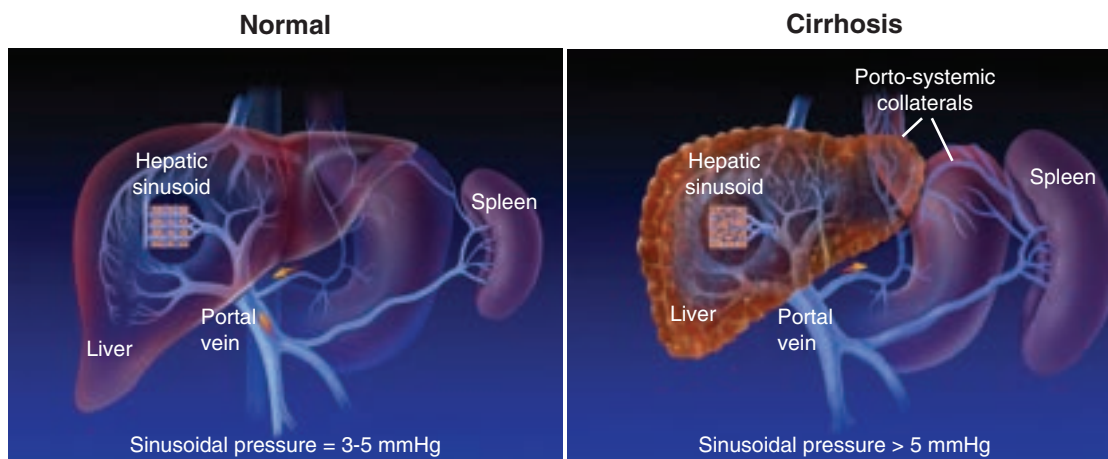 Normal
Hepatic
sinusoid
Spleen
Portal
vein
Liver
Sinusoidal pressure = 3-5 mmHg
Cirrhosis
Porto-systemic
collaterals
Hepatic
sinusoid
Spleen
Liver
Portal
vein
Sinusoidal pressure > 5 mmHg